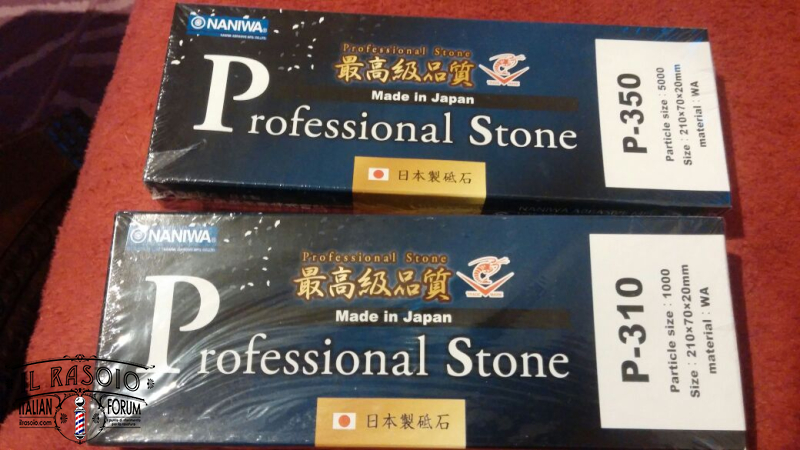 NANIWA
Professional Stone
最高級品質
Made in Japan
Professional Stone
日本製砥石
P-350
Particle size : 5000
Size : 210×70×20mm
material : WA
NANIWA
Professional Stone
最高級品質
Made in Japan
Professional Stone
日本製砥石
P-310
Particle size : 1000
Size : 210×70×20mm
material : WA
IL RASOIO
ITALIAN FORUM
ilrasoio.com